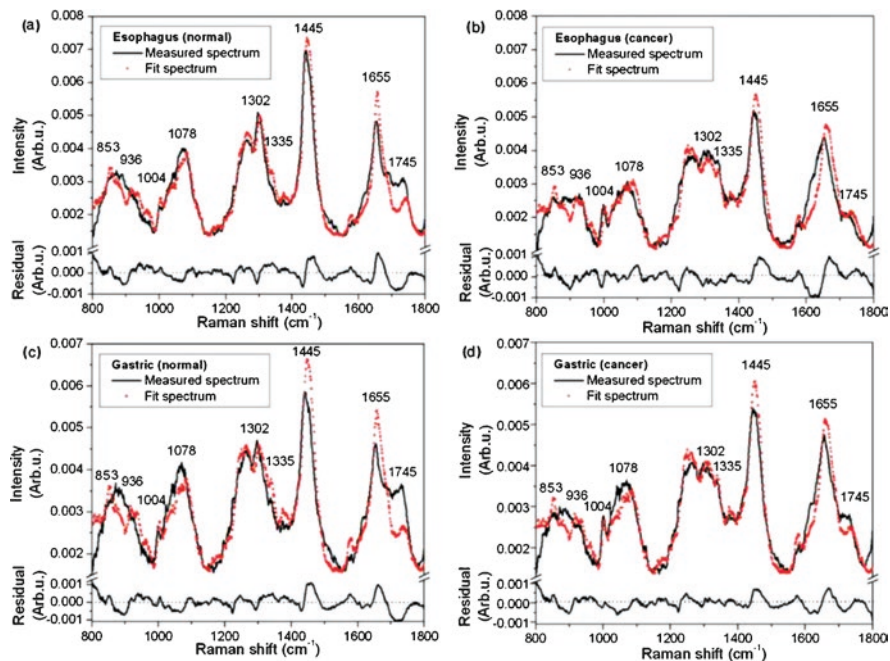 (a)
Esophagus (normal)
Measured spectrum
Fit spectrum
0.008
0.007
0.006
0.005
0.004
0.003
0.002
0.001
0.000
-0.001
Intensity
(Arb.u.)
Residual
(Arb.u.)
853
936
1004
1078
1302
1335
1445
1655
1745
800 1000 1200 1400 1600 1800
Raman shift (cm⁻¹)
(b)
Esophagus (cancer)
Measured spectrum
Fit spectrum
0.008
0.007
0.006
0.005
0.004
0.003
0.002
0.001
0.000
-0.001
Intensity
(Arb.u.)
Residual
(Arb.u.)
853
936
1004
1078
1302
1335
1445
1655
1745
800 1000 1200 1400 1600 1800
Raman shift (cm⁻¹)
(c)
Gastric (normal)
Measured spectrum
Fit spectrum
0.007
0.006
0.005
0.004
0.003
0.002
0.001
0.000
-0.001
Intensity
(Arb.u.)
Residual
(Arb.u.)
853
936
1004
1078
1302
1335
1445
1655
1745
800 1000 1200 1400 1600 1800
Raman shift (cm⁻¹)
(d)
Gastric (cancer)
Measured spectrum
Fit spectrum
0.007
0.006
0.005
0.004
0.003
0.002
0.001
0.000
-0.001
Intensity
(Arb.u.)
Residual
(Arb.u.)
853
936
1004
1078
1302
1335
1445
1655
1745
800 1000 1200 1400 1600 1800
Raman shift (cm⁻¹)